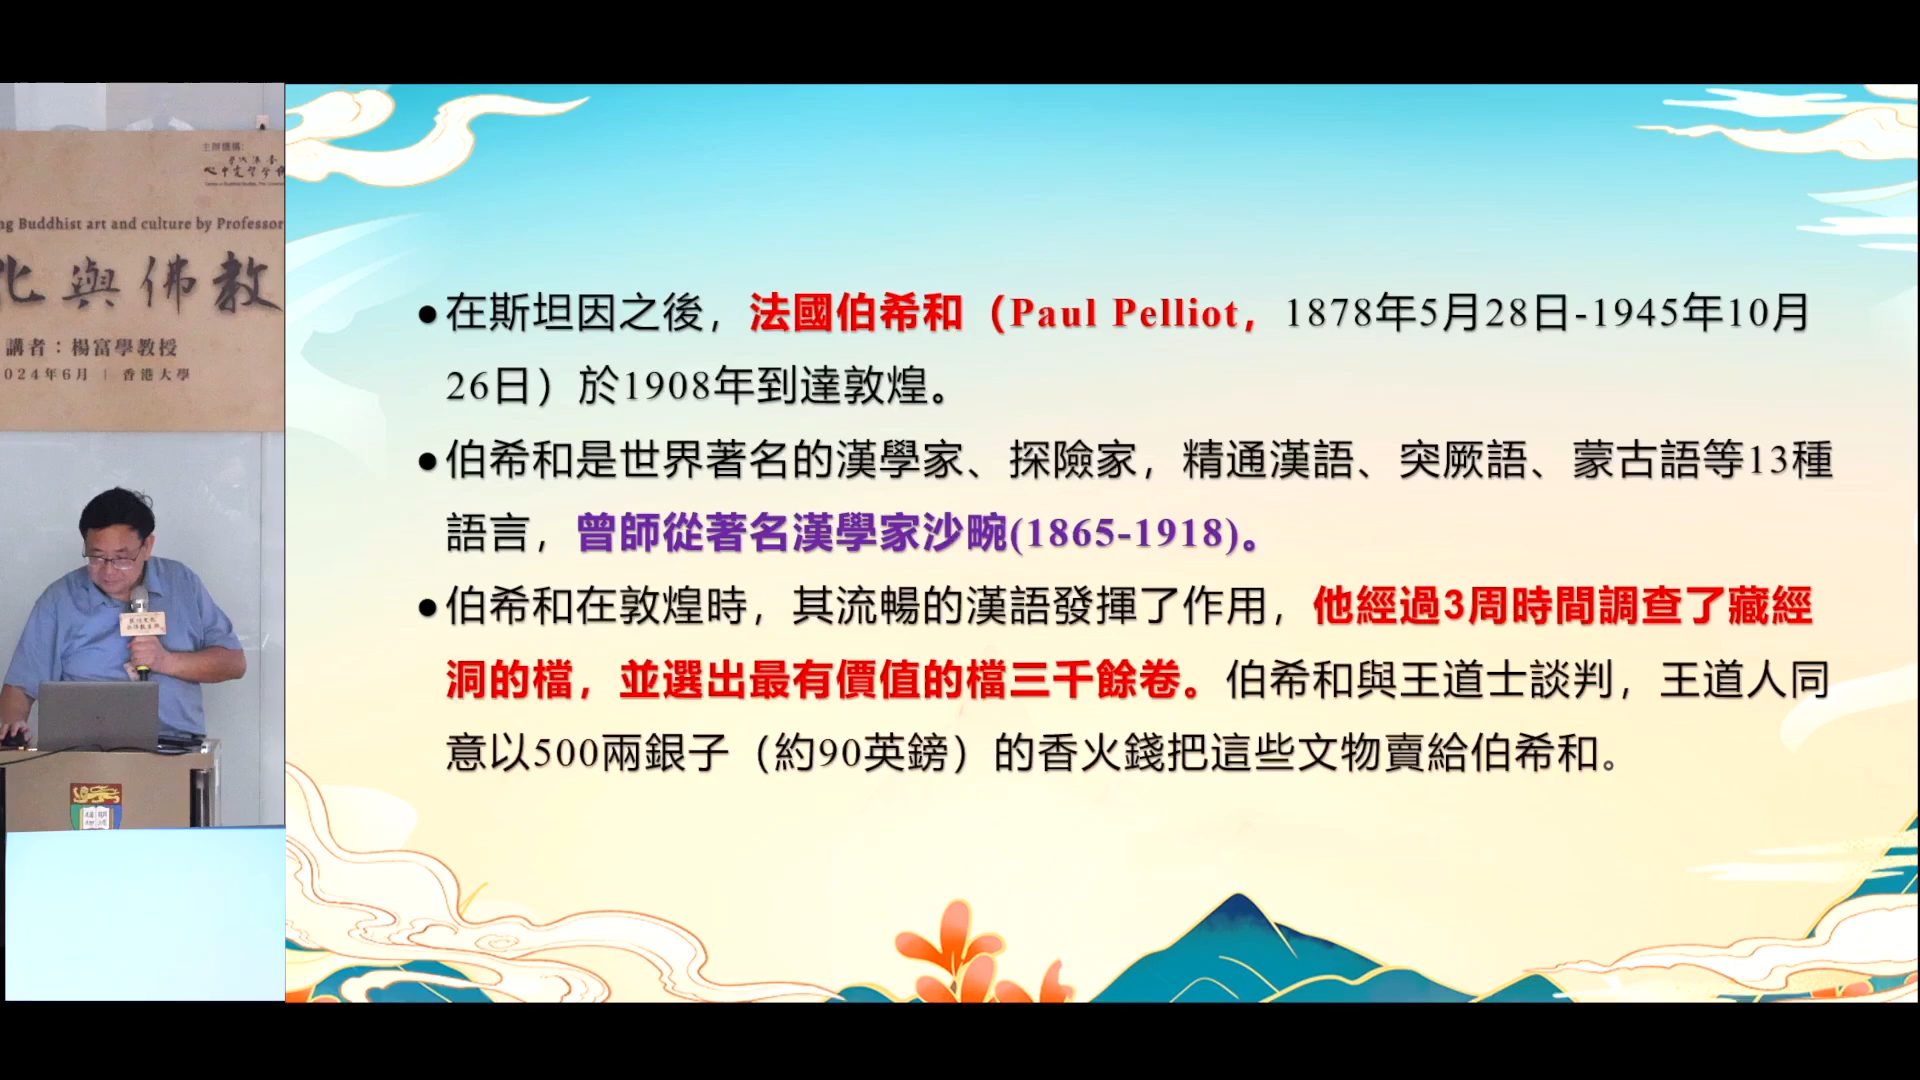 主辦機構:
ng Buddhist art and culture by Professor
化與佛教
講者：楊富學教授
024年6月 | 香港大學
●在斯坦因之後，法國伯希和（Paul Pelliot，1878年5月28日-1945年10月
26日）於1908年到達敦煌。
●伯希和是世界著名的漢學家、探險家，精通漢語、突厥語、蒙古語等13種
語言，曾師從著名漢學家沙畹(1865-1918)。
●伯希和在敦煌時，其流暢的漢語發揮了作用，他經過3周時間調查了藏經
洞的檔，並選出最有價值的檔三千餘卷。伯希和與王道士談判，王道人同
意以500兩銀子（約90英鎊）的香火錢把這些文物賣給伯希和。